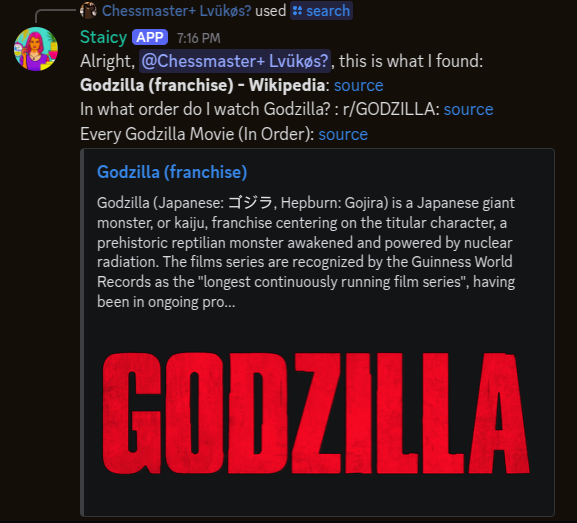 Chessmaster+ Lvükøs? used search
Staicy APP 7:16 PM
Alright, @Chessmaster+ Lvükøs?, this is what I found:
Godzilla (franchise) - Wikipedia: source
In what order do I watch Godzilla? : r/GODZILLA: source
Every Godzilla Movie (In Order): source
Godzilla (franchise)
Godzilla (Japanese: ゴジラ, Hepburn: Gojira) is a Japanese giant
monster, or kaiju, franchise centering on the titular character, a
prehistoric reptilian monster awakened and powered by nuclear
radiation. The films series are recognized by the Guinness World
Records as the "longest continuously running film series", having
been in ongoing pro...
GODZILLA